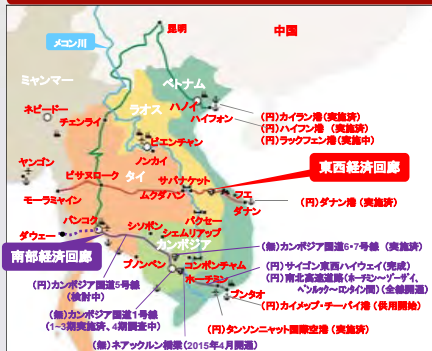 昆明
中国
メコン川
ミャンマー
ベトナム
ラオス
ハノイ
ハイフォン
ネピードー
チェンライ
(円)カイラン港(実施済)
(円)ハイフン港(実施済)
(円)ラックフェン港(実施中)
ビエンチャン
ノンカイ
ヤンゴン
タイ
東西経済回廊
ピサヌローク
サバナケット
ムクダハン
フエ
モーラミャイン
ダナン
(円)ダナン港(実施済)
バンコク
パクセー
シソポン
シェムリアップ
ダウェー
カンボジア
南部経済回廊
(無)カンボジア国道6・7号線(実施済)
プノンペン
コンポンチャム
(円)サイゴン東西ハイウェイ(完成)
ホーチミン
(円)南北高速道路(ホーチミン~ゾーザイ、
ベンルック~ロンタイン間)(全線開通)
(円)カンボジア国道5号線
(検討中)
ブンタオ
(円)カイメップ・チーバイ港(供用開始)
(無)カンボジア国道1号線
(1~3期実施済、4期調査中)
(円)タンソンニャット国際空港(実施済)
(無)ネアックルン橋梁(2015年4月開通)